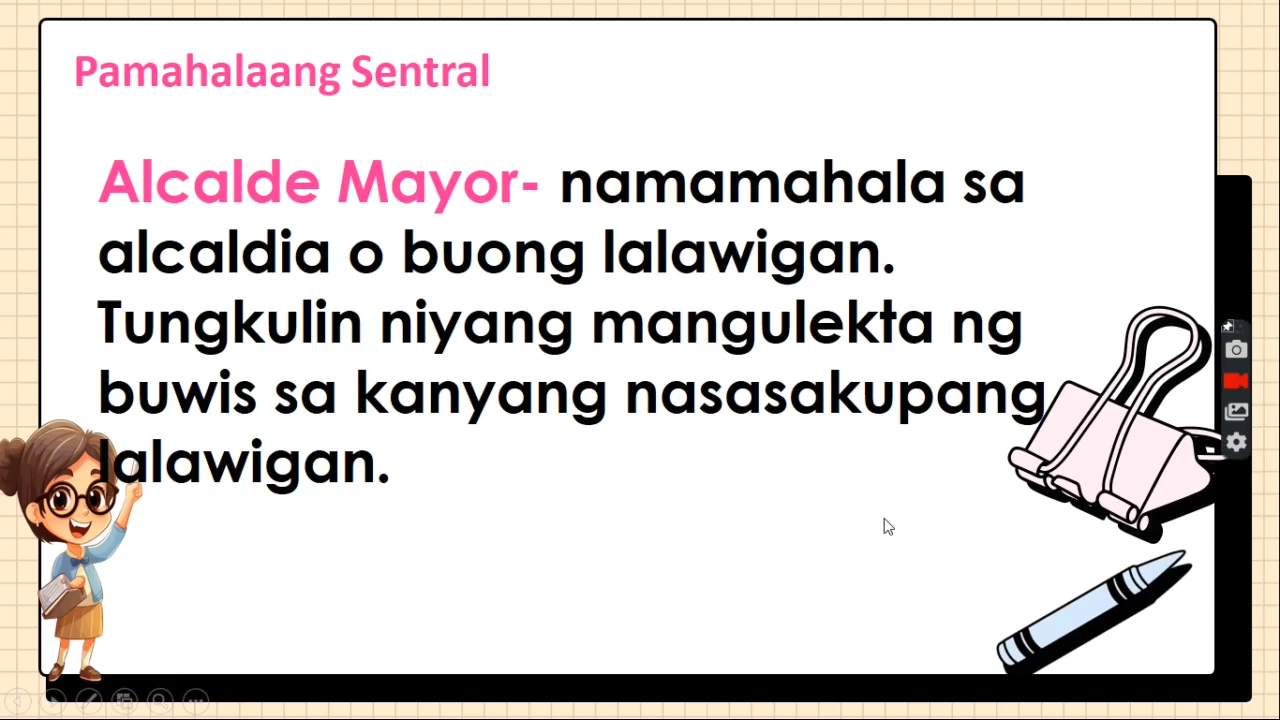 Pamahalaang Sentral
Alcalde Mayor- namamahala sa
alcaldia o buong lalawigan.
Tungkulin niyang mangulekta ng
buwis sa kanyang nasasakupang
lalawigan.